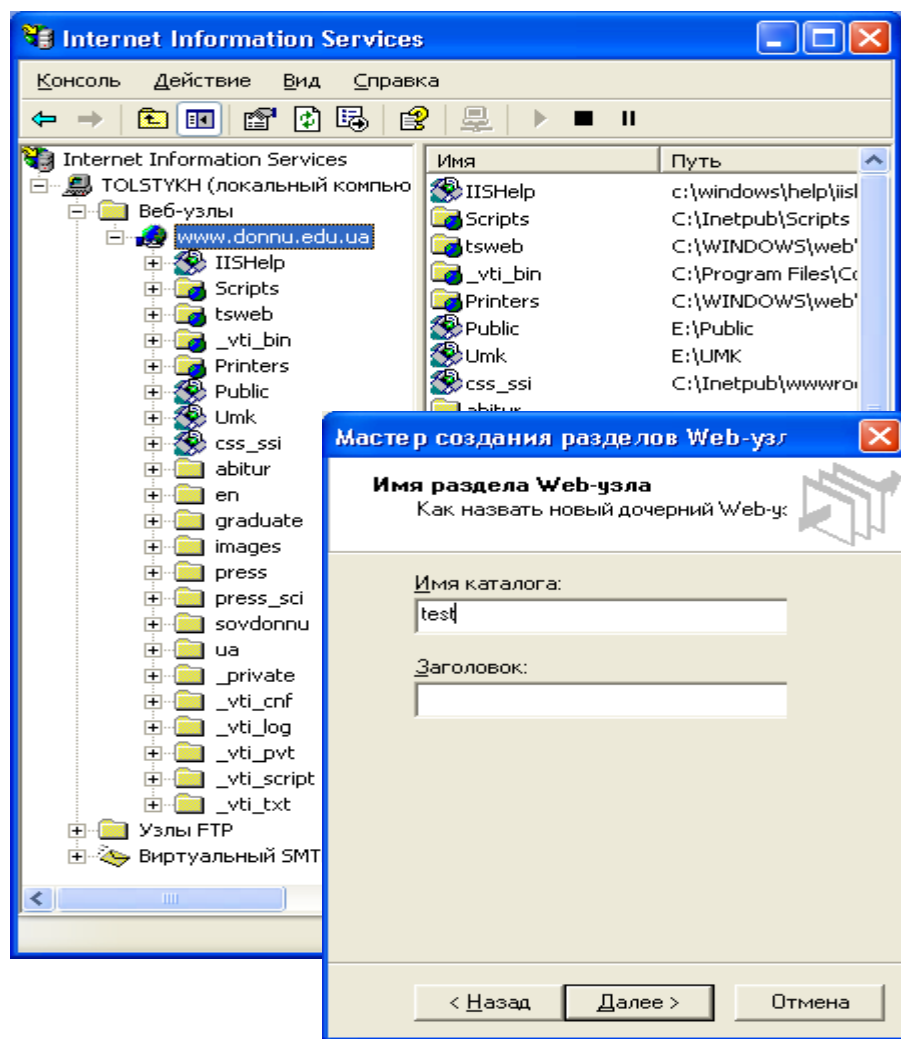 Internet Information Services
Консоль Действие Вид Справка
Internet Information Services
TOLSTYKH (локальный компью
Веб-узлы
www.donnu.edu.ua
IISHelp
Scripts
tsweb
_vti_bin
Printers
Public
Umk
css_ssi
abitur
en
graduate
images
press
press_sci
sovdonnu
ua
_private
_vti_cnf
_vti_log
_vti_pvt
_vti_script
_vti_txt
Узлы FTP
Виртуальный SMT
Имя Путь
IISHelp c:\windows\help\iisl
Scripts C:\Inetpub\Scripts
tsweb C:\WINDOWS\web'
_vti_bin C:\Program Files\Co
Printers C:\WINDOWS\web'
Public E:\Public
Umk E:\UMK
css_ssi C:\Inetpub\wwwro
abitur
Мастер создания разделов Web-узл
Имя раздела Web-узла
Как назвать новый дочерний Web-у
Имя каталога:
test
Заголовок:
< Назад Далее > Отмена